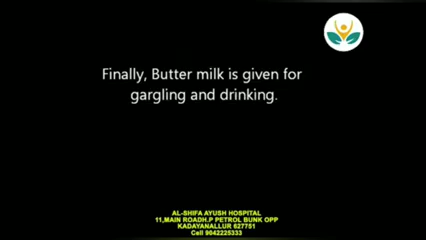 Finally, Butter milk is given for
gargling and drinking.
AL-SHIFA AYUSH HOSPITAL
11,MAIN ROADH.P PETROL BUNK OPP
KADAYANALLUR 627751
Cell 9042225333